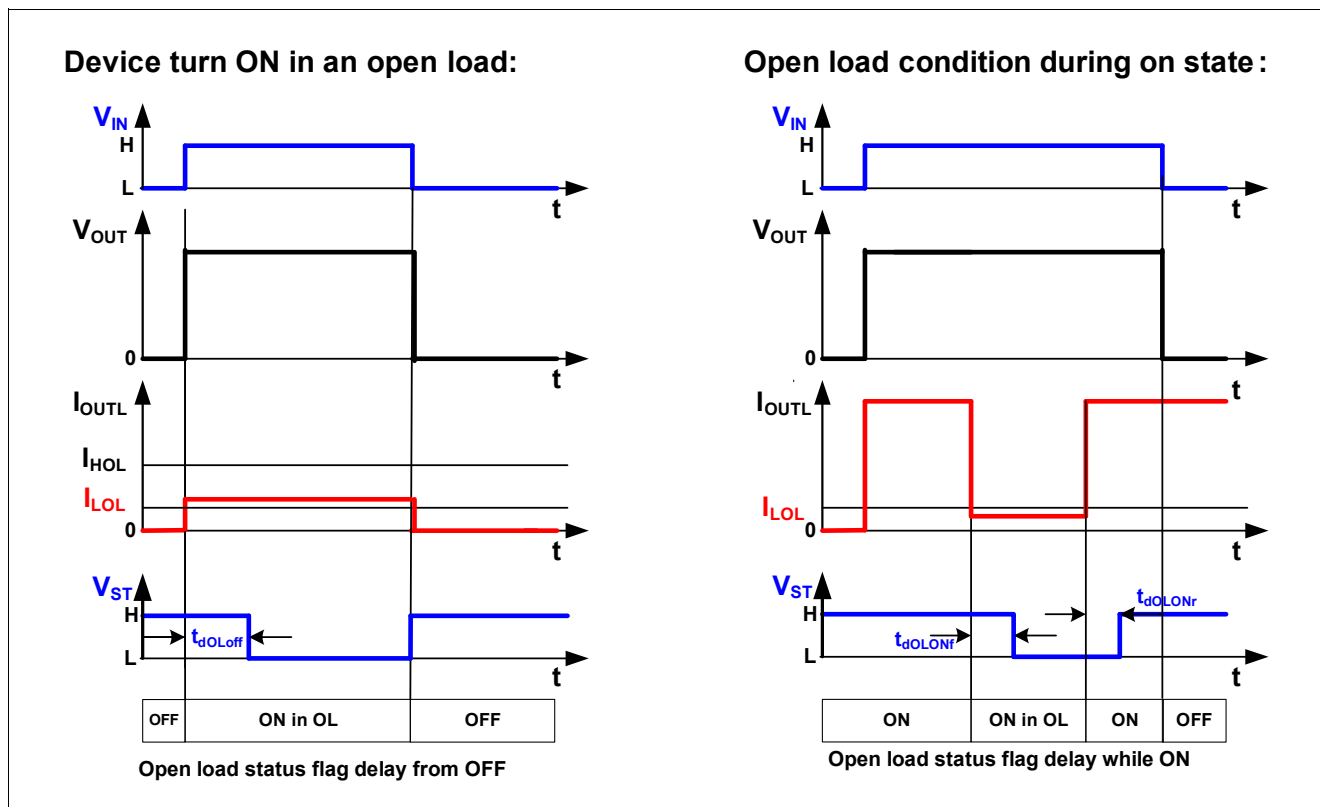 Device turn ON in an open load:
VIN
H
L
t
VOUT
0
t
IOUTL
IHOL
ILOL
0
t
VST
H
tdOLoff
L
t
OFF ON in OL OFF
Open load status flag delay from OFF
Open load condition during on state :
VIN
H
L
t
VOUT
0
t
IOUTL
ILOL
0
t
VST
H
tdOLONr
tdOLONf
L
t
ON ON in OL ON OFF
Open load status flag delay while ON